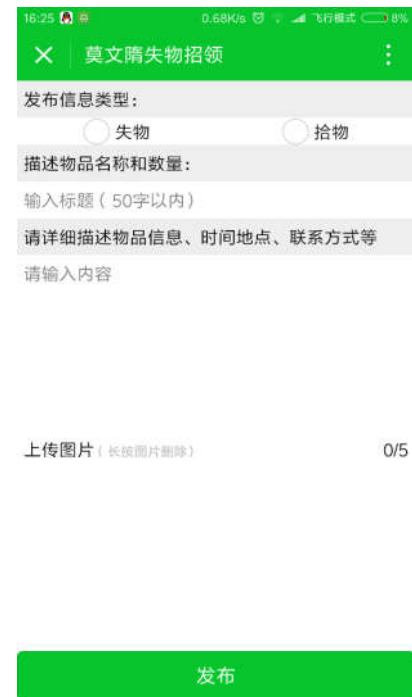 16:25 0.68K/s 飞行模式 8%
莫文隋失物招领
发布信息类型：
失物 拾物
描述物品名称和数量：
输入标题（50字以内）
请详细描述物品信息、时间地点、联系方式等
请输入内容
上传图片（长按图片删除） 0/5
发布